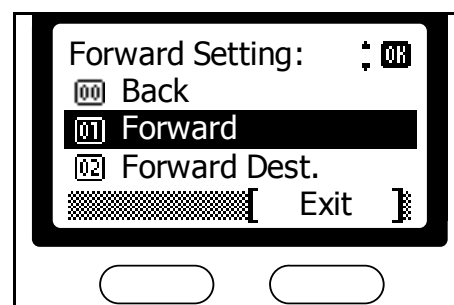 Forward Setting: OK
00 Back
01 Forward
02 Forward Dest.
[ Exit ]